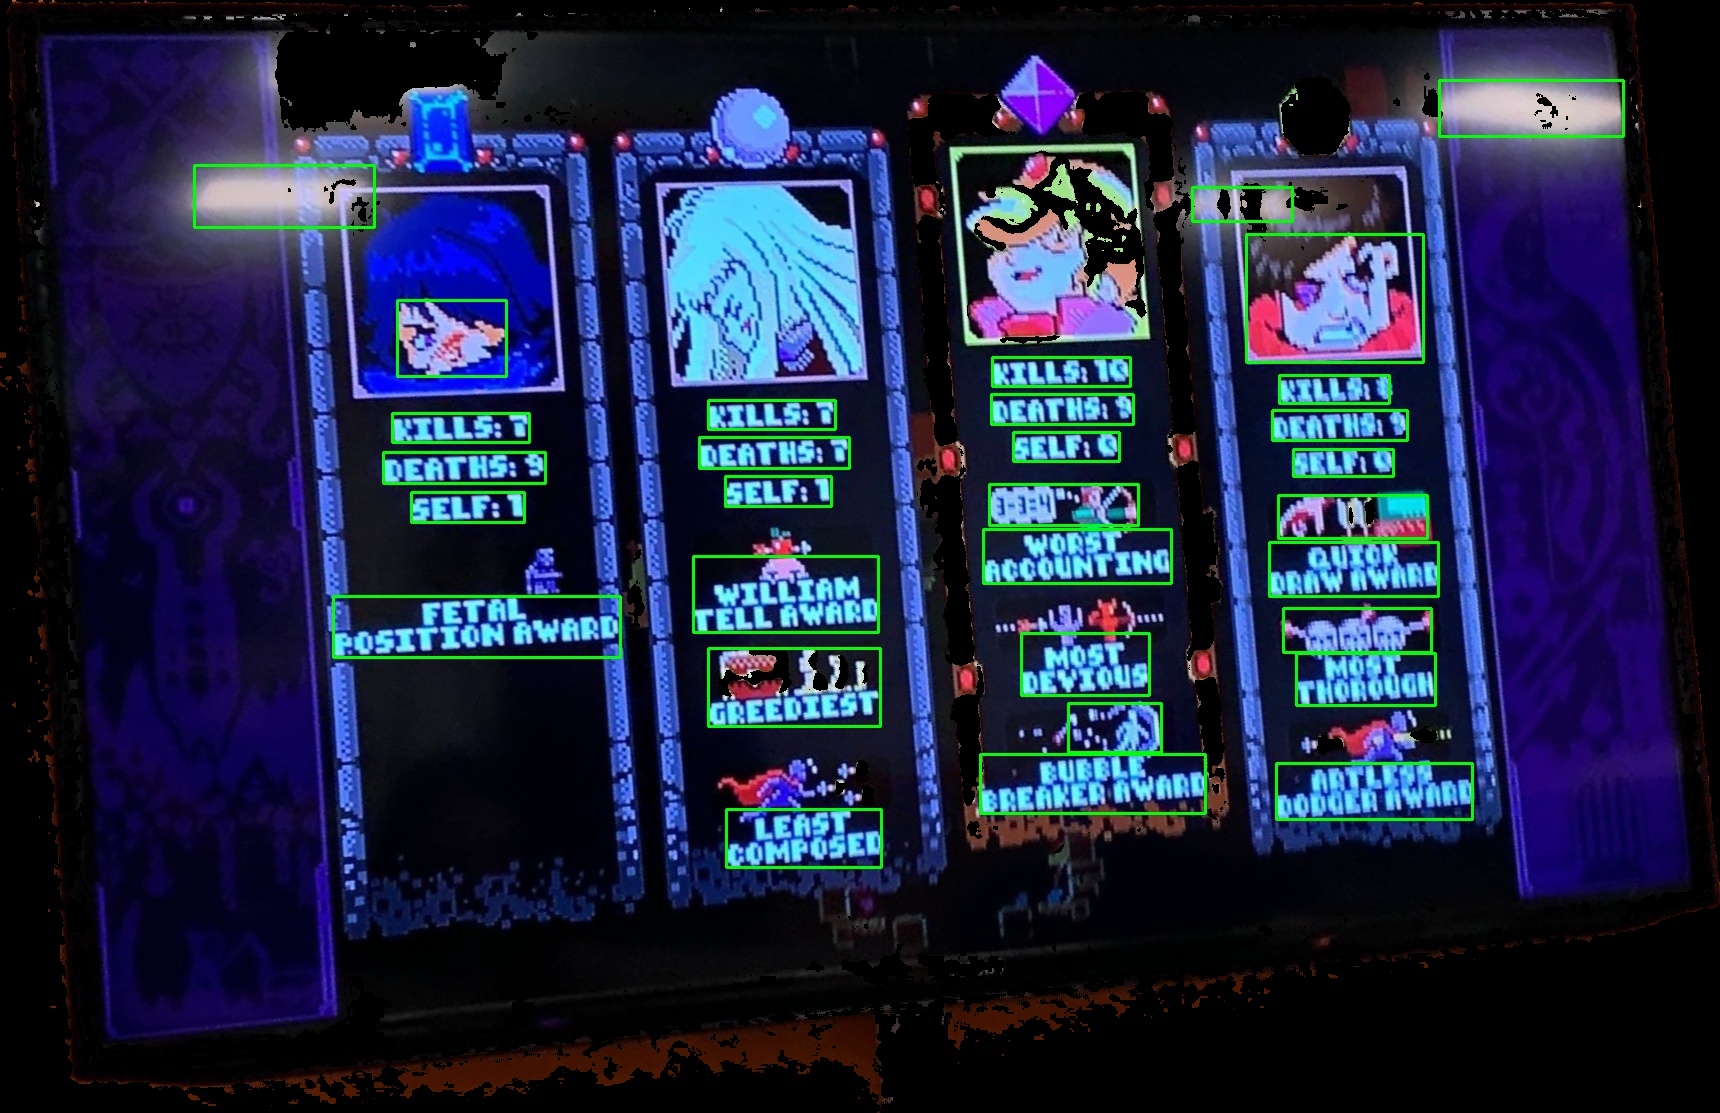 KILLS: 7
DEATHS: 9
SELF: 1
FETAL
POSITION AWARD
KILLS: 7
DEATHS: 7
SELF: 1
WILLIAM
TELL AWARD
GREEDIEST
LEAST
COMPOSED
KILLS: 10
DEATHS: 9
SELF: 0
WORST
ACCOUNTING
MOST
DEVIOUS
BUBBLE
BREAKER AWARD
KILLS: 8
DEATHS: 9
SELF: 0
QUICK
DRAW AWARD
MOST
THOROUGH
ARTLESS
DODGER AWARD